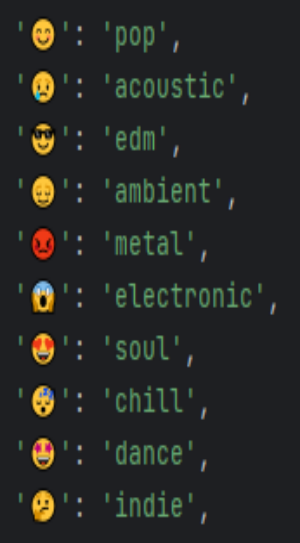 '😊': 'pop',
'😢': 'acoustic',
'😎': 'edm',
'😌': 'ambient',
'😡': 'metal',
'😱': 'electronic',
'😍': 'soul',
'😴': 'chill',
'🤩': 'dance',
'🤔': 'indie',